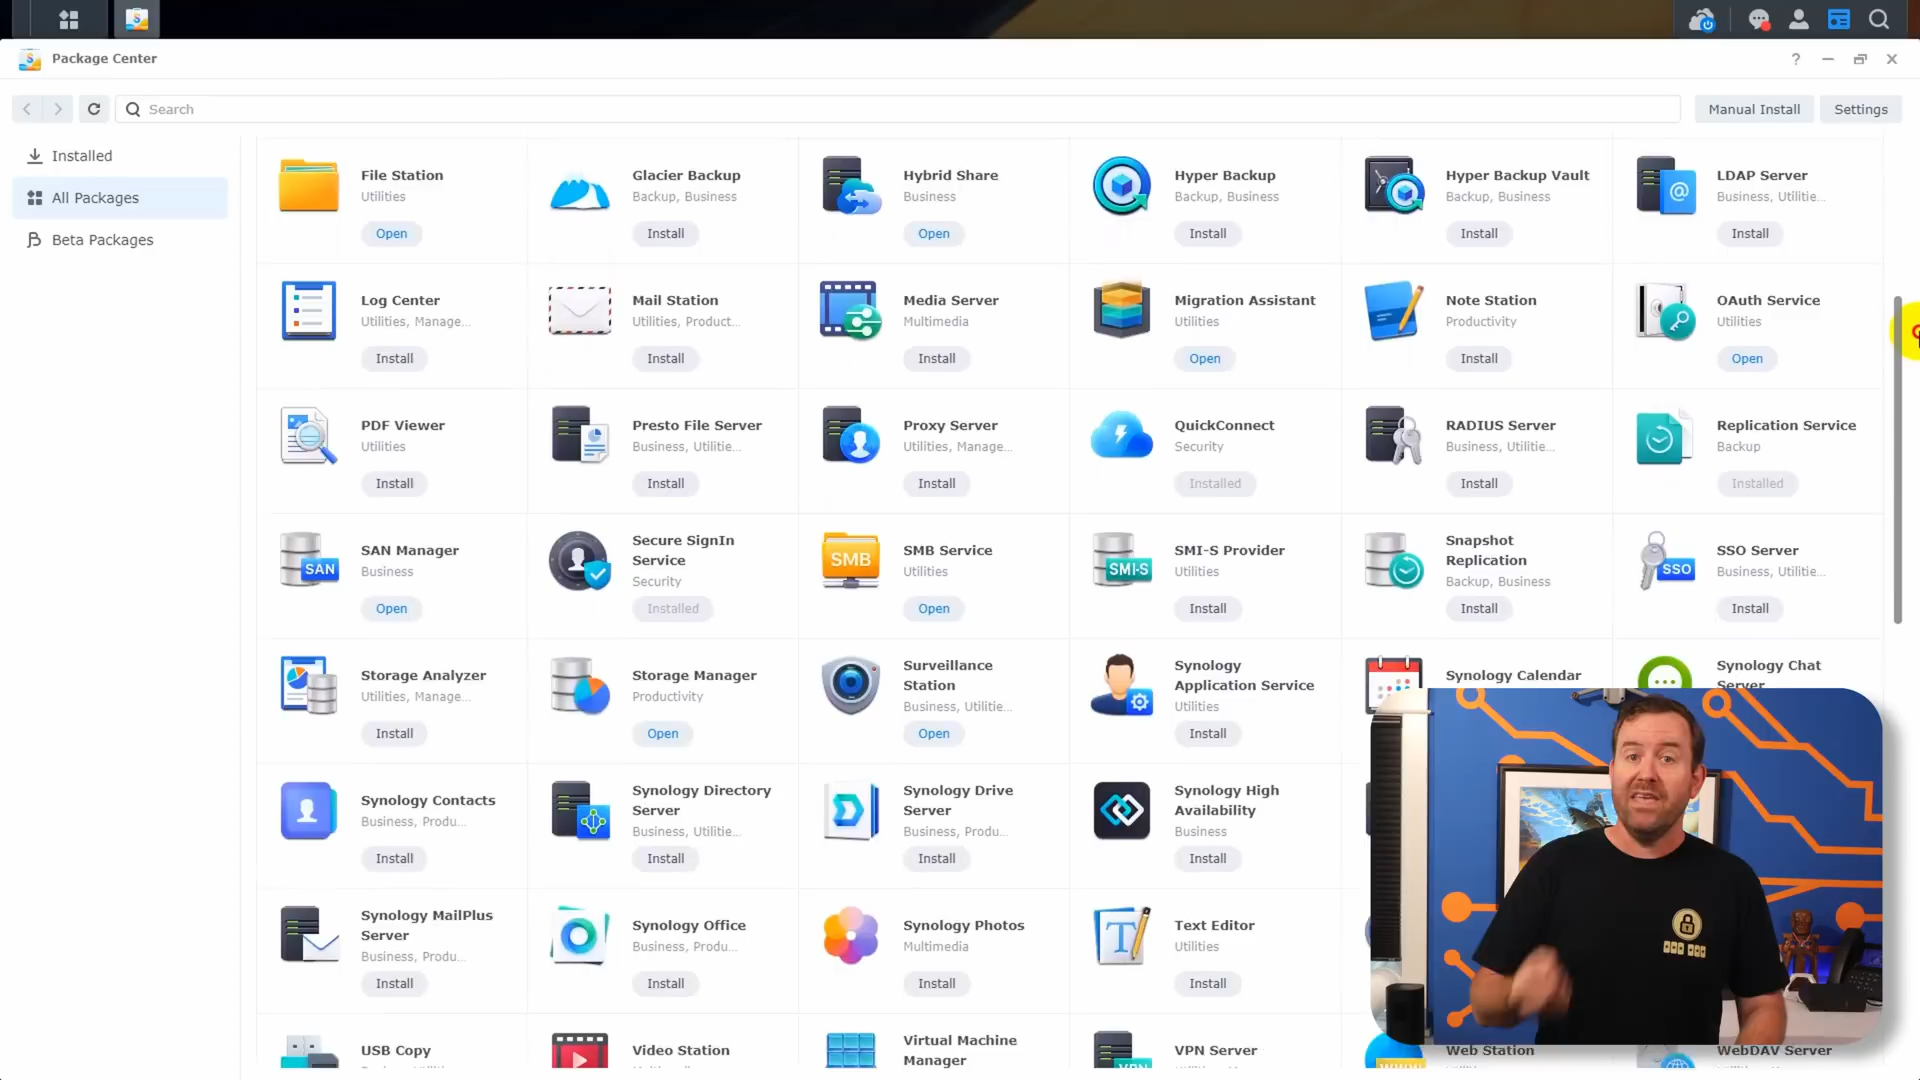 Package Center
Search
Manual Install
Settings
Installed
All Packages
Beta Packages
File Station
Utilities
Open
Glacier Backup
Backup, Business
Install
Hybrid Share
Business
Open
Hyper Backup
Backup, Business
Install
Hyper Backup Vault
Backup, Business
Install
LDAP Server
Business, Utilitie...
Install
Log Center
Utilities, Manage...
Install
Mail Station
Utilities, Product...
Install
Media Server
Multimedia
Install
Migration Assistant
Utilities
Open
Note Station
Productivity
Install
OAuth Service
Utilities
Open
PDF Viewer
Utilities
Install
Presto File Server
Business, Utilitie...
Install
Proxy Server
Utilities, Manage...
Install
QuickConnect
Security
Installed
RADIUS Server
Business, Utilitie...
Install
Replication Service
Backup
Installed
SAN
SAN Manager
Business
Open
Secure SignIn
Service
Security
Installed
SMB
SMB Service
Utilities
Open
SMI-S
SMI-S Provider
Utilities
Install
Snapshot
Replication
Backup, Business
Install
SSO
SSO Server
Business, Utilitie...
Install
Storage Analyzer
Utilities, Manage...
Install
Storage Manager
Productivity
Open
Surveillance
Station
Business, Utilitie...
Open
Synology
Application Service
Utilities
Install
Synology Calendar
Synology Chat
Server
Synology Contacts
Business, Produ...
Install
Synology Directory
Server
Business, Utilitie...
Install
Synology Drive
Server
Business, Produ...
Install
Synology High
Availability
Business
Install
Synology MailPlus
Server
Business, Produ...
Install
Synology Office
Business, Produ...
Install
Synology Photos
Multimedia
Install
Text Editor
Utilities
Install
USB Copy
Video Station
Virtual Machine
Manager
VPN Server
Web Station
WebDAV Server